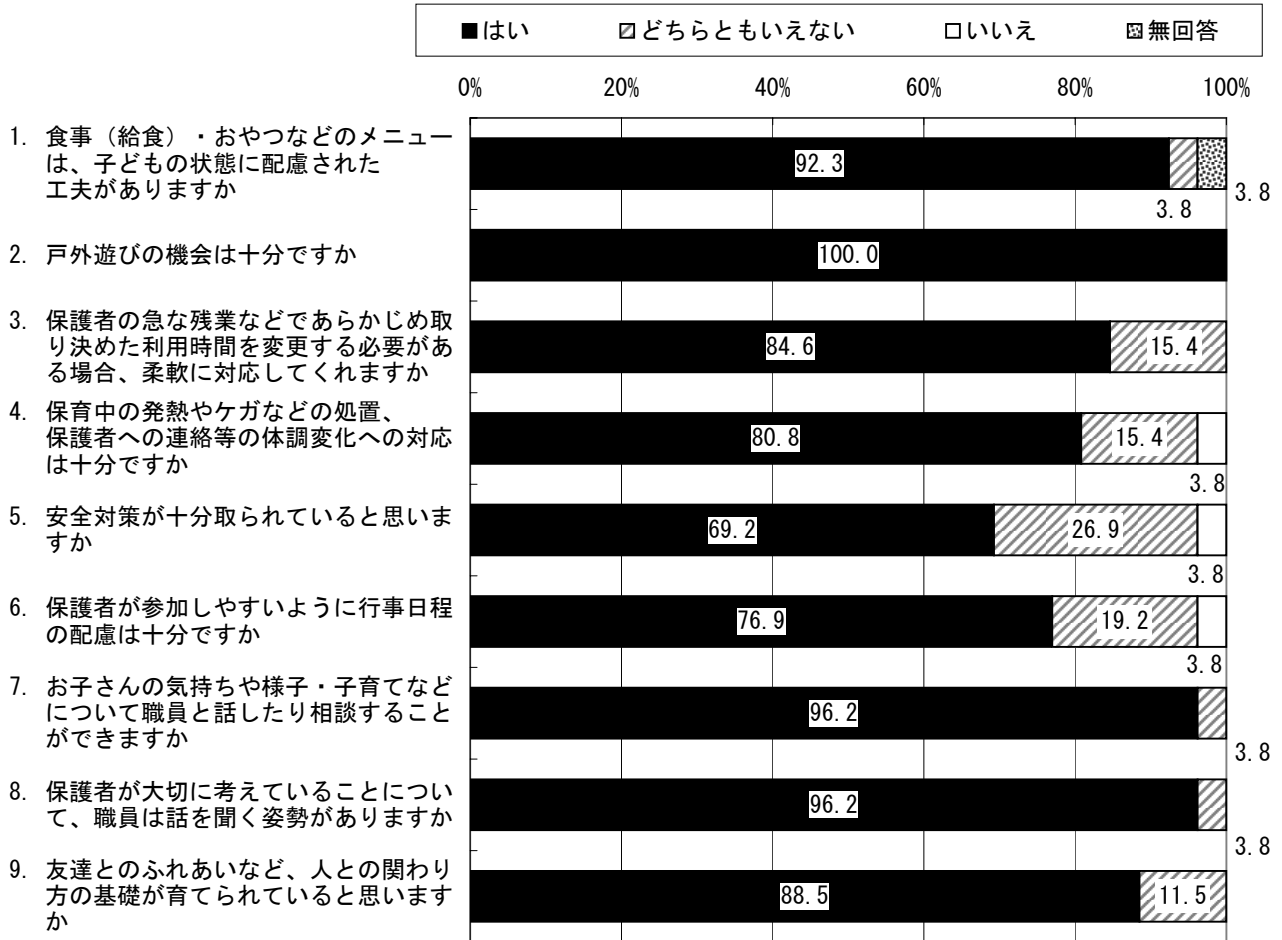 ■はい どちらともいえない □いいえ 無回答
0% 20% 40% 60% 80% 100%
1. 食事（給食）・おやつなどのメニュー
は、子どもの状態に配慮された
工夫がありますか
92.3
3.8
3.8
2. 戸外遊びの機会は十分ですか
100.0
3. 保護者の急な残業などであらかじめ取
り決めた利用時間を変更する必要があ
る場合、柔軟に対応してくれますか
84.6 15.4
4. 保育中の発熱やケガなどの処置、
保護者への連絡等の体調変化への対応
は十分ですか
80.8 15.4
3.8
5. 安全対策が十分取られていると思いま
すか
69.2 26.9
3.8
6. 保護者が参加しやすいように行事日程
の配慮は十分ですか
76.9 19.2
3.8
7. お子さんの気持ちや様子・子育てなど
について職員と話したり相談すること
ができますか
96.2
3.8
8. 保護者が大切に考えていることについ
て、職員は話を聞く姿勢がありますか
96.2
3.8
9. 友達とのふれあいなど、人との関わり
方の基礎が育てられていると思います
か
88.5 11.5